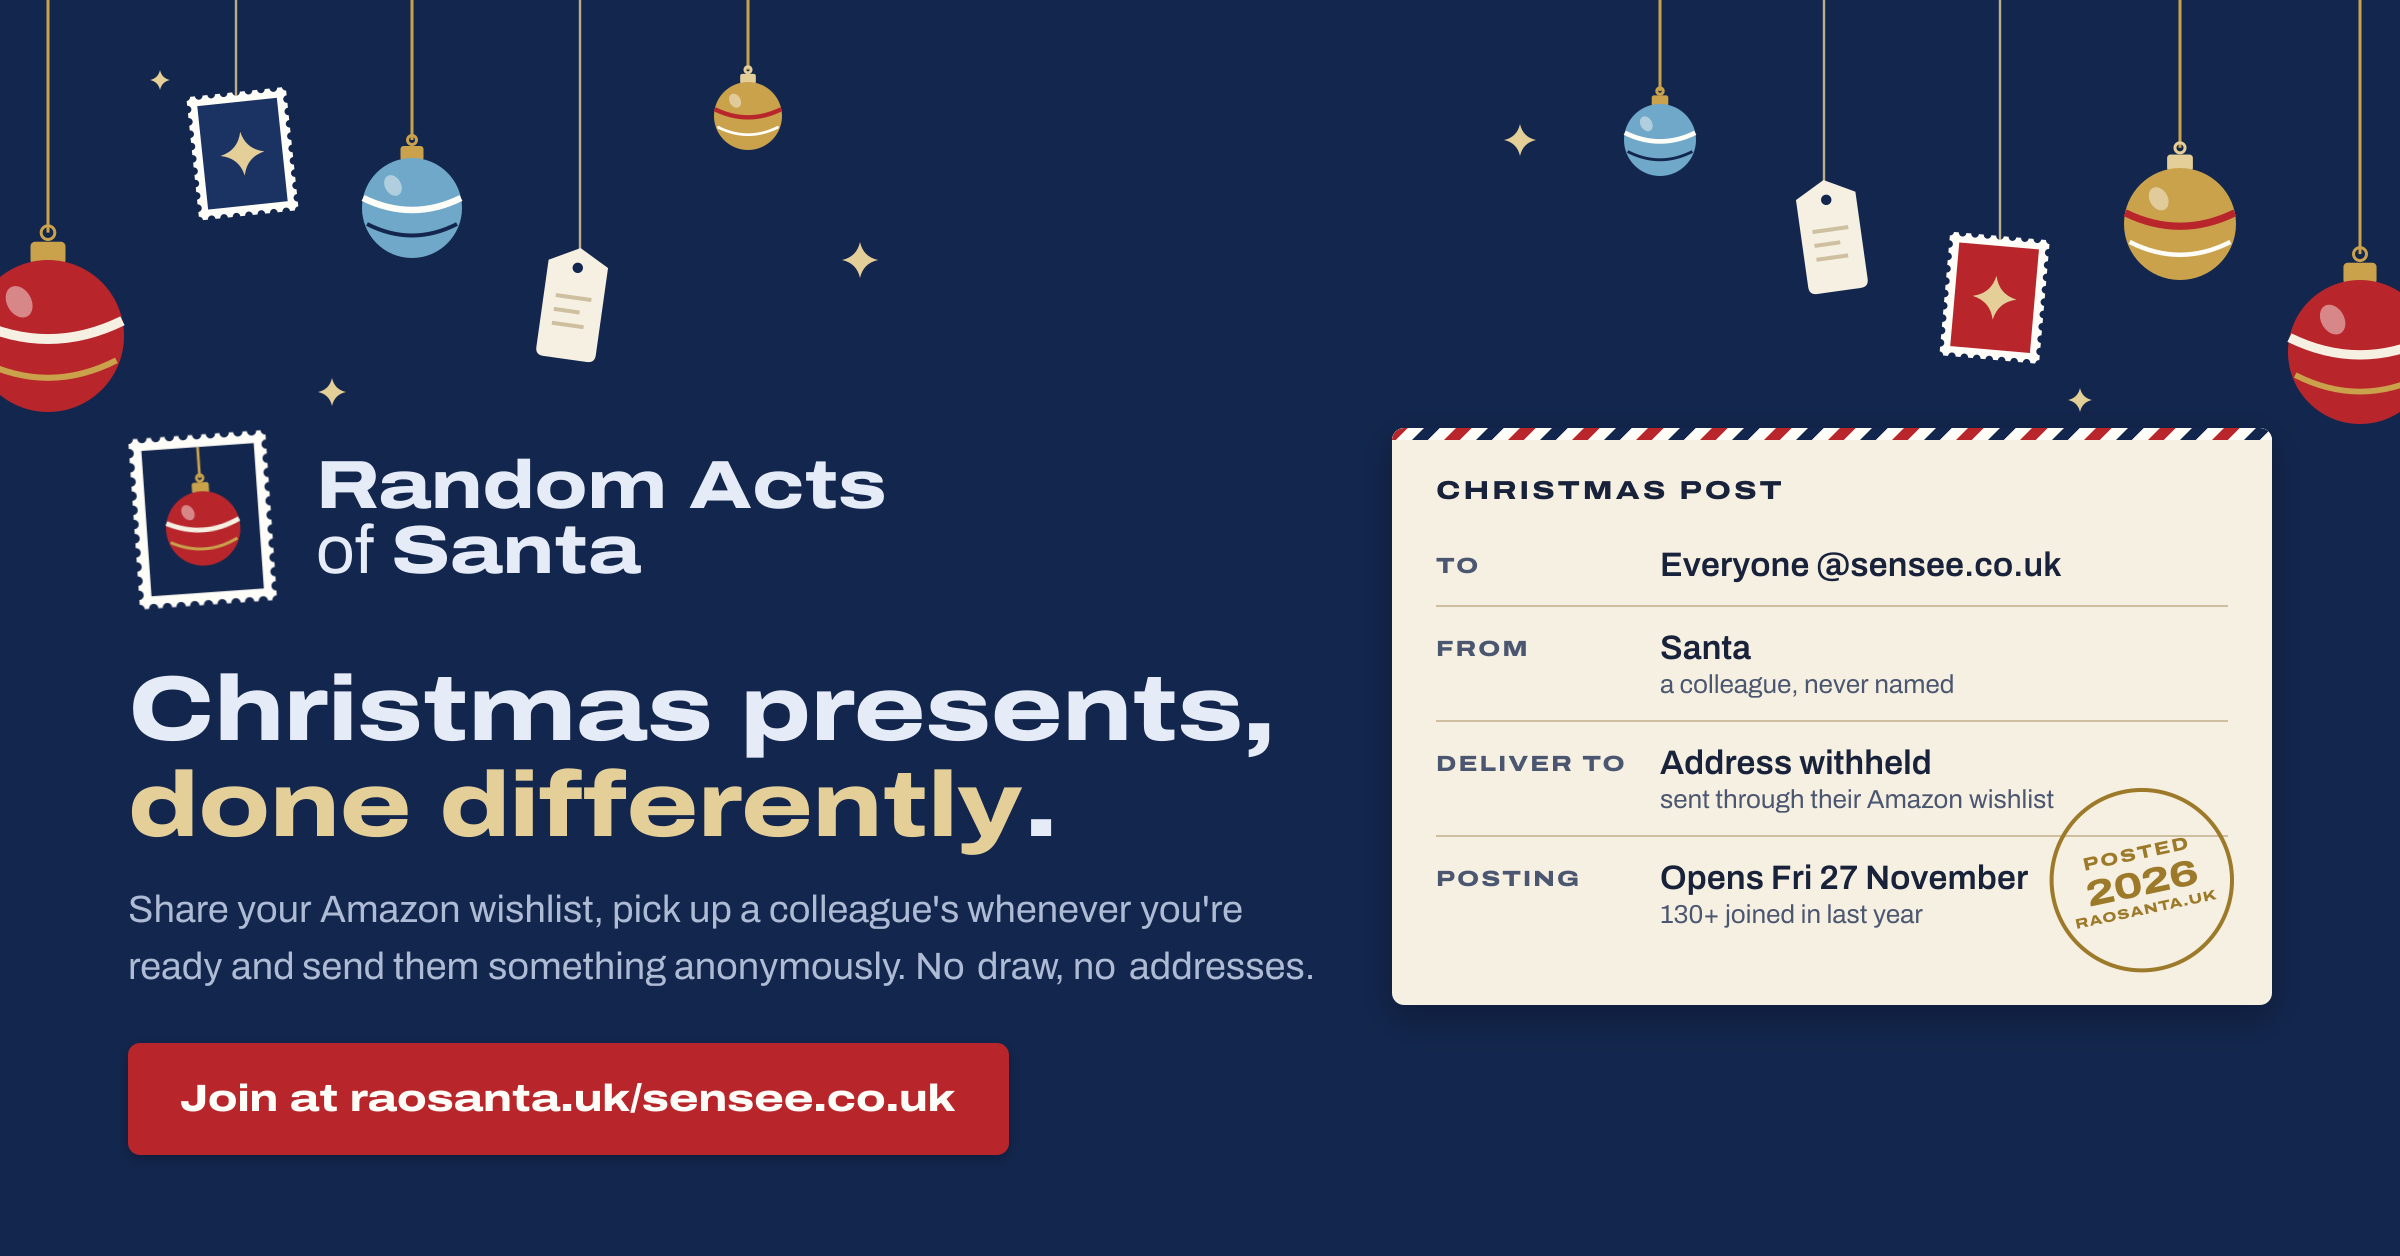 Random Acts
of Santa
Christmas presents,
done differently.
Share your Amazon wishlist, pick up a colleague's whenever you're
ready and send them something anonymously. No draw, no addresses.
Join at raosanta.uk/sensee.co.uk
CHRISTMAS POST
TO Everyone @sensee.co.uk
FROM Santa
a colleague, never named
DELIVER TO Address withheld
sent through their Amazon wishlist
POSTING Opens Fri 27 November
130+ joined in last year
POSTED
2026
RAOSANTA.UK